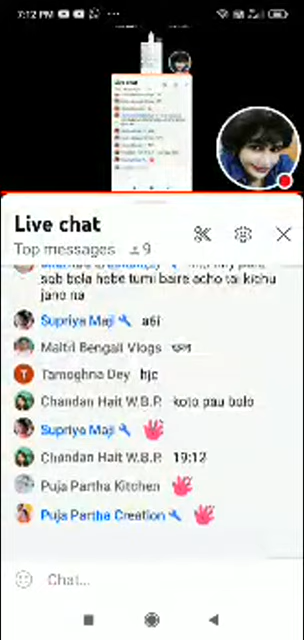 7:12 PM
Live chat
Top messages 9
sob bela hobe tumi baire acho tai kichu
jano na
Supriya Maji a6i
Maitri Bengali Vlogs
T Tamoghna Dey hjc
Chandan Hait W.B.P. koto pau bolo
Supriya Maji
Chandan Hait W.B.P. 19:12
Puja Partha Kitchen
Puja Partha Creation
Chat...